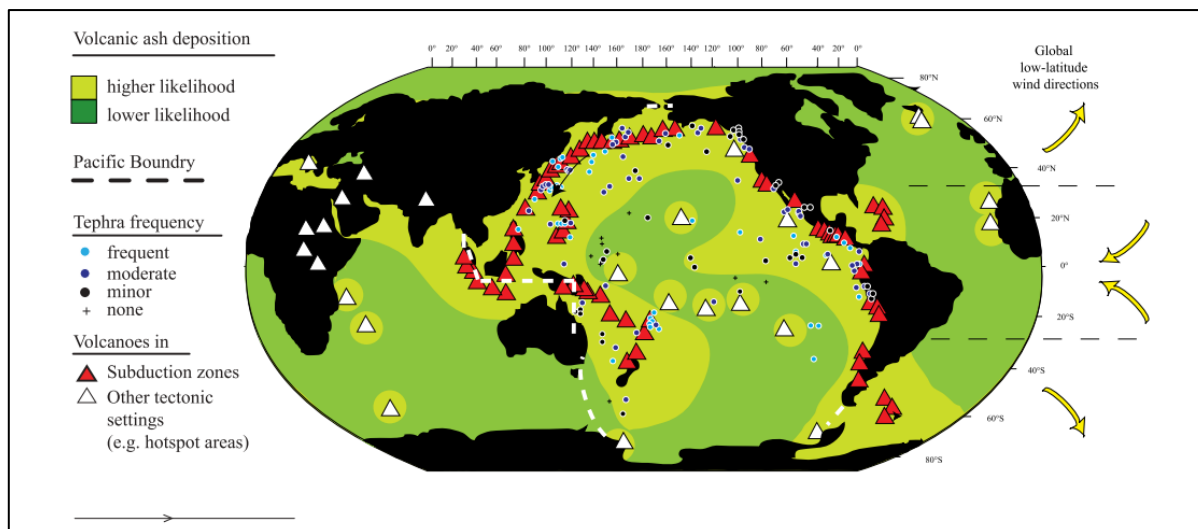 Volcanic ash deposition
higher likelihood
lower likelihood
Pacific Boundry
Tephra frequency
frequent
moderate
minor
none
Volcanoes in
Subduction zones
Other tectonic
settings
(e.g. hotspot areas)
0° 20° 40° 60° 80° 100° 120° 140° 160° 180° 160° 140° 120° 100° 80° 60° 40° 20° 0°
80°N
60°N
40°N
20°N
0°
20°S
40°S
60°S
80°S
Global
low-latitude
wind directions